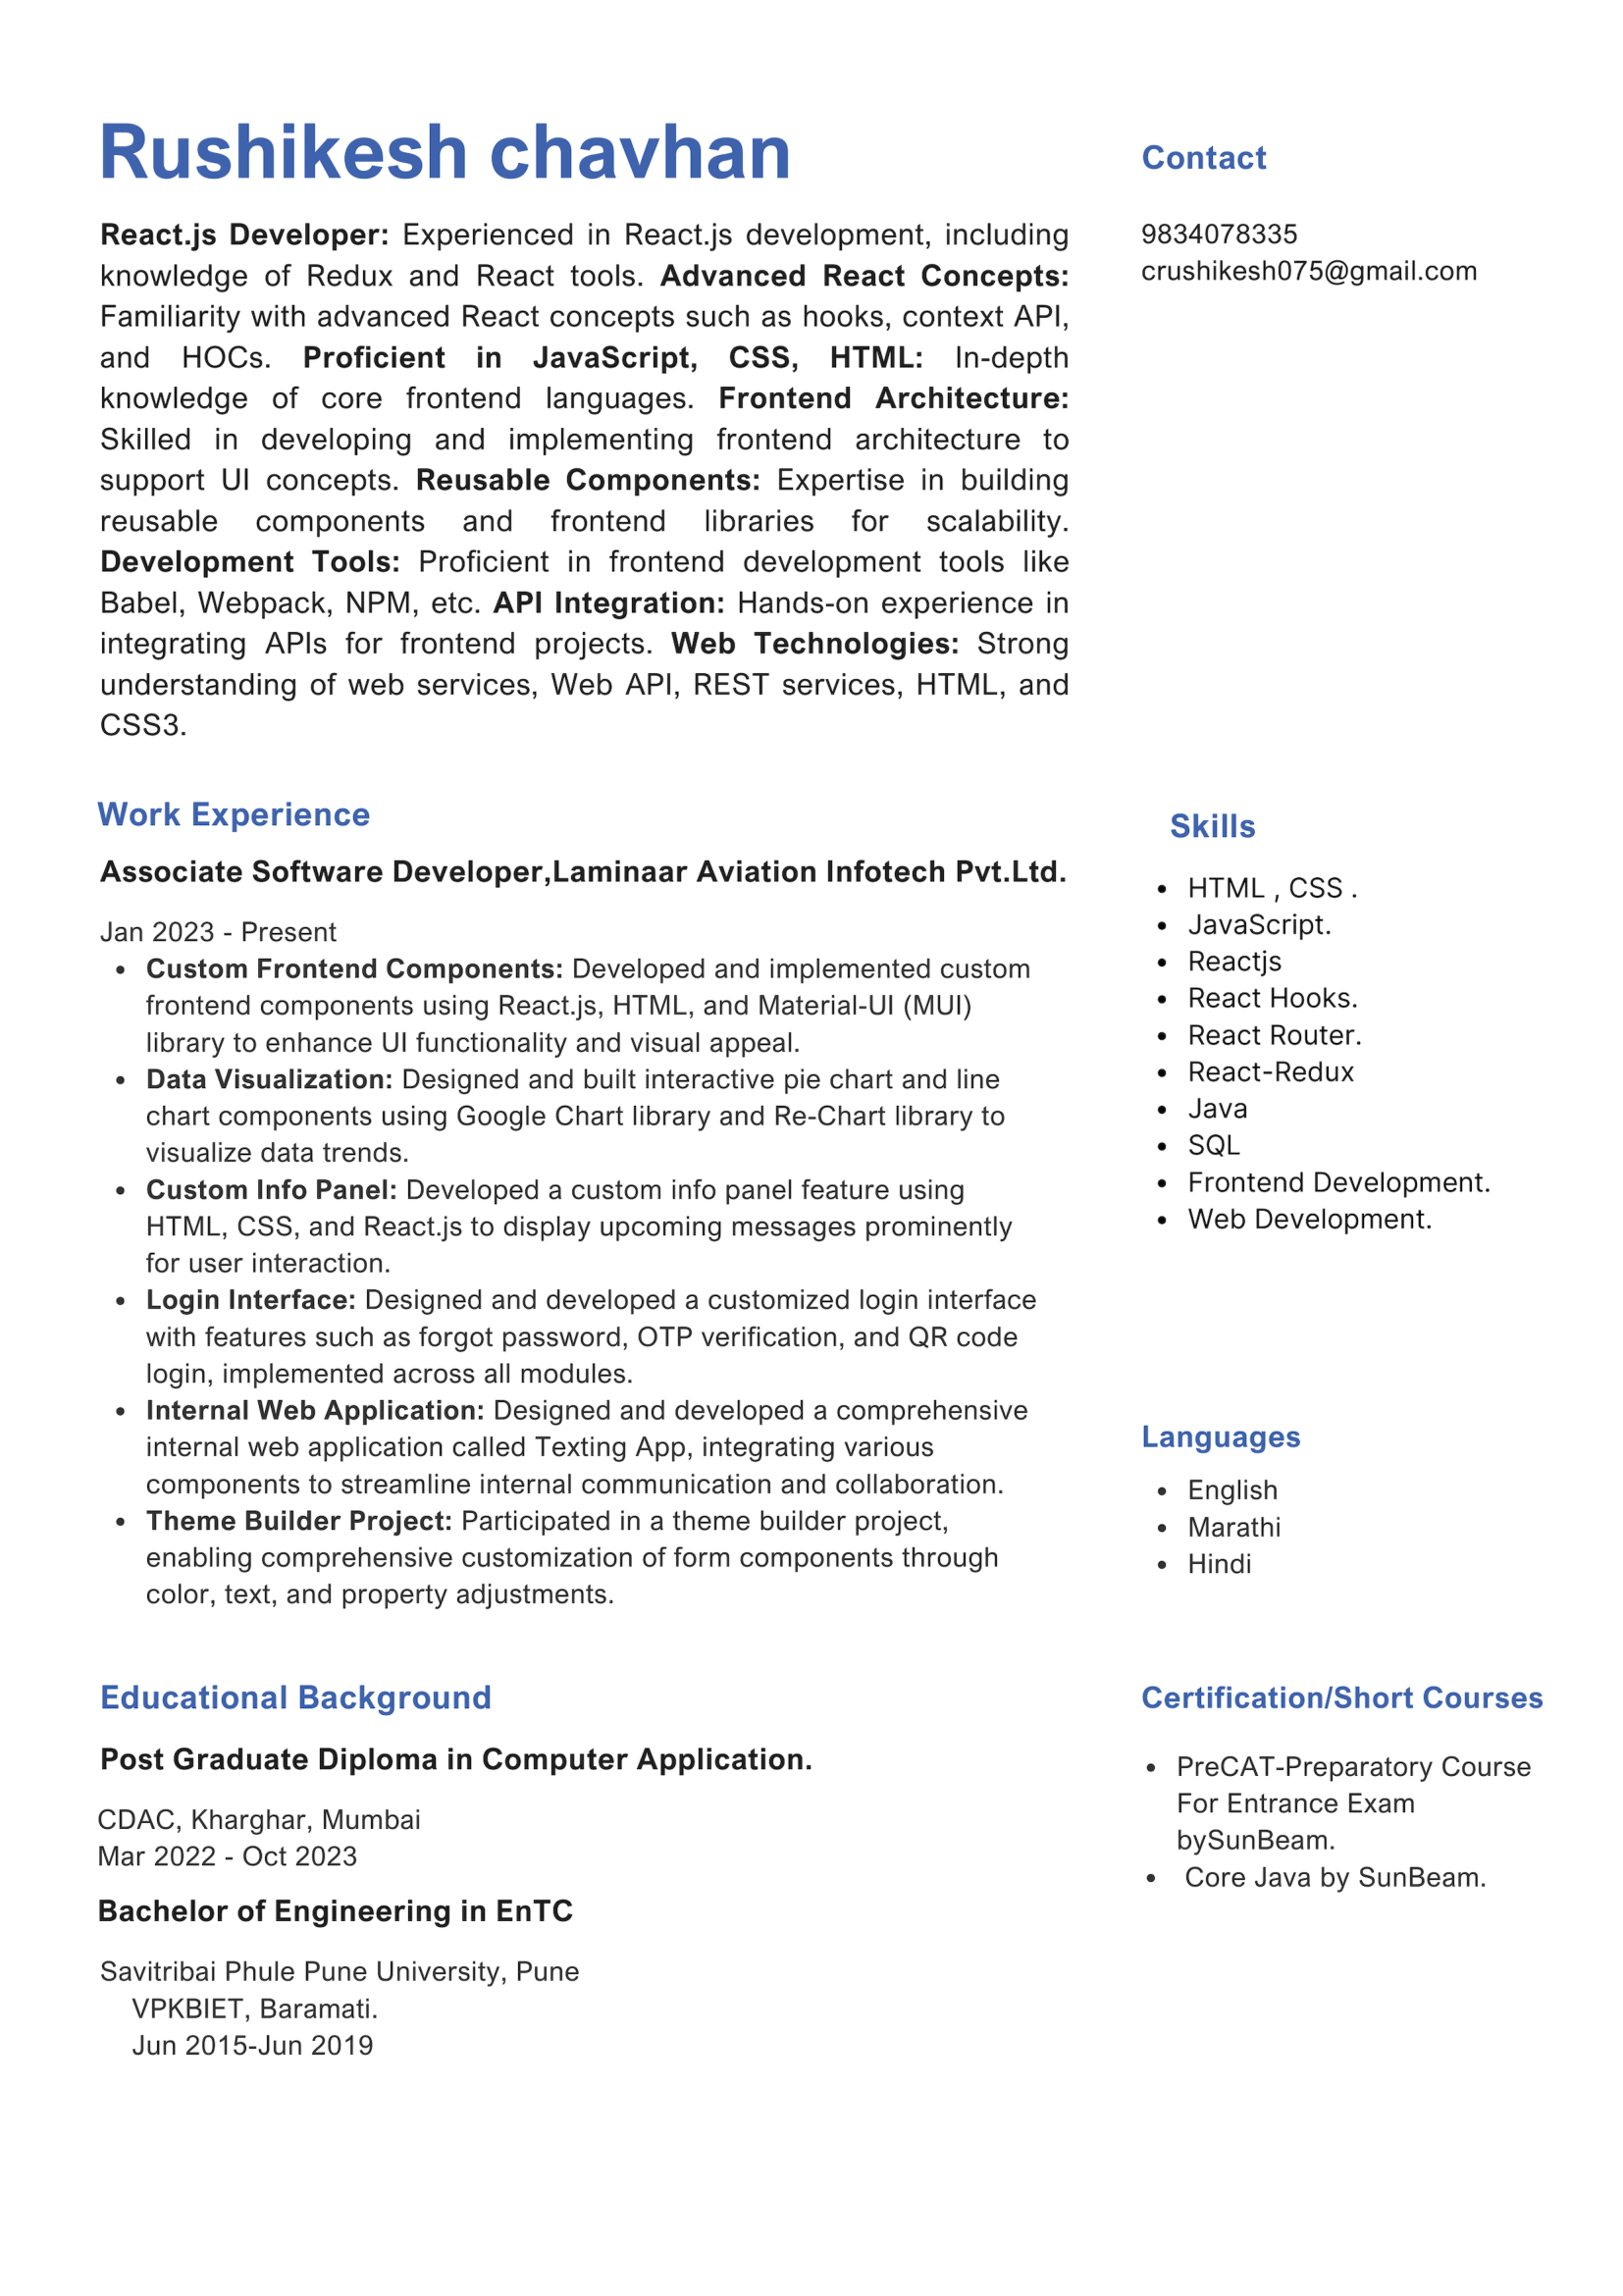 Rushikesh chavhan
React.js Developer: Experienced in React.js development, including
knowledge of Redux and React tools. Advanced React Concepts:
Familiarity with advanced React concepts such as hooks, context API,
and HOCs. Proficient in JavaScript, CSS, HTML: In-depth
knowledge of core frontend languages. Frontend Architecture:
Skilled in developing and implementing frontend architecture to
support UI concepts. Reusable Components: Expertise in building
reusable components and frontend libraries for scalability.
Development Tools: Proficient in frontend development tools like
Babel, Webpack, NPM, etc. API Integration: Hands-on experience in
integrating APIs for frontend projects. Web Technologies: Strong
understanding of web services, Web API, REST services, HTML, and
CSS3.
Contact
9834078335
crushikesh075@gmail.com
Work Experience
Associate Software Developer,Laminaar Aviation Infotech Pvt.Ltd.
Jan 2023 - Present
• Custom Frontend Components: Developed and implemented custom
frontend components using React.js, HTML, and Material-UI (MUI)
library to enhance UI functionality and visual appeal.
• Data Visualization: Designed and built interactive pie chart and line
chart components using Google Chart library and Re-Chart library to
visualize data trends.
• Custom Info Panel: Developed a custom info panel feature using
HTML, CSS, and React.js to display upcoming messages prominently
for user interaction.
• Login Interface: Designed and developed a customized login interface
with features such as forgot password, OTP verification, and QR code
login, implemented across all modules.
• Internal Web Application: Designed and developed a comprehensive
internal web application called Texting App, integrating various
components to streamline internal communication and collaboration.
• Theme Builder Project: Participated in a theme builder project,
enabling comprehensive customization of form components through
color, text, and property adjustments.
Skills
• HTML , CSS .
• JavaScript.
• Reactjs
• React Hooks.
• React Router.
• React-Redux
• Java
• SQL
• Frontend Development.
• Web Development.
Languages
• English
• Marathi
• Hindi
Educational Background
Post Graduate Diploma in Computer Application.
CDAC, Kharghar, Mumbai
Mar 2022 - Oct 2023
Bachelor of Engineering in EnTC
Savitribai Phule Pune University, Pune
VPKBIET, Baramati.
Jun 2015-Jun 2019
Certification/Short Courses
• PreCAT-Preparatory Course
For Entrance Exam
bySunBeam.
• Core Java by SunBeam.